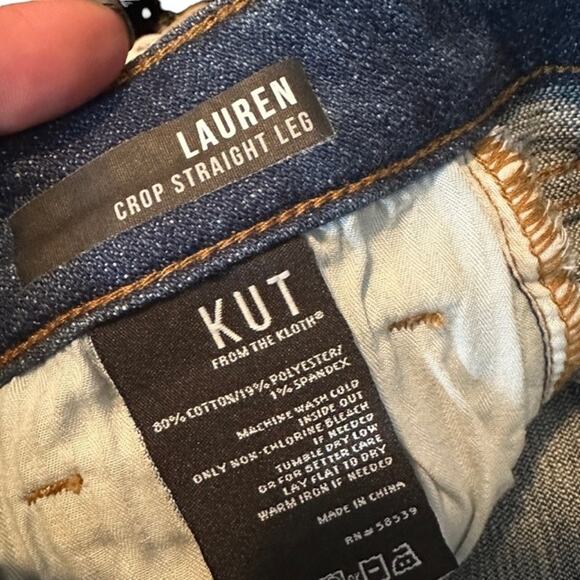 LAUREN
CROP STRAIGHT LEG
KUT
FROM THE KLOTH®
80% COTTON/19% POLYESTER/
1% SPANDEX
MACHINE WASH COLD
INSIDE OUT
ONLY NON-CHLORINE BLEACH
IF NEEDED
TUMBLE DRY LOW
OR FOR BETTER CARE
LAY FLAT TO DRY
WARM IRON IF NEEDED
MADE IN CHINA
RN# 58539
or